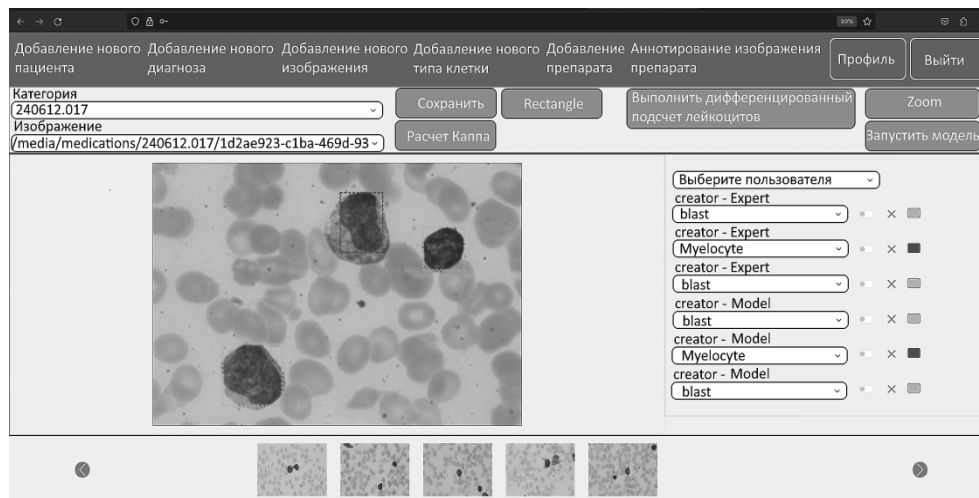 50%
Добавление нового пациента
Добавление нового диагноза
Добавление нового изображения
Добавление нового типа клетки
Добавление препарата
Аннотирование изображения препарата
Профиль
Выйти
Категория
240612.017
Изображение
/media/medications/240612.017/1d2ae923-c1ba-469d-93
Сохранить
Rectangle
Расчет Каппа
Выполнить дифференцированный
подсчет лейкоцитов
Zoom
Запустить модель
Выберите пользователя
creator - Expert
blast
creator - Expert
Myelocyte
creator - Expert
blast
creator - Model
blast
creator - Model
Myelocyte
creator - Model
blast